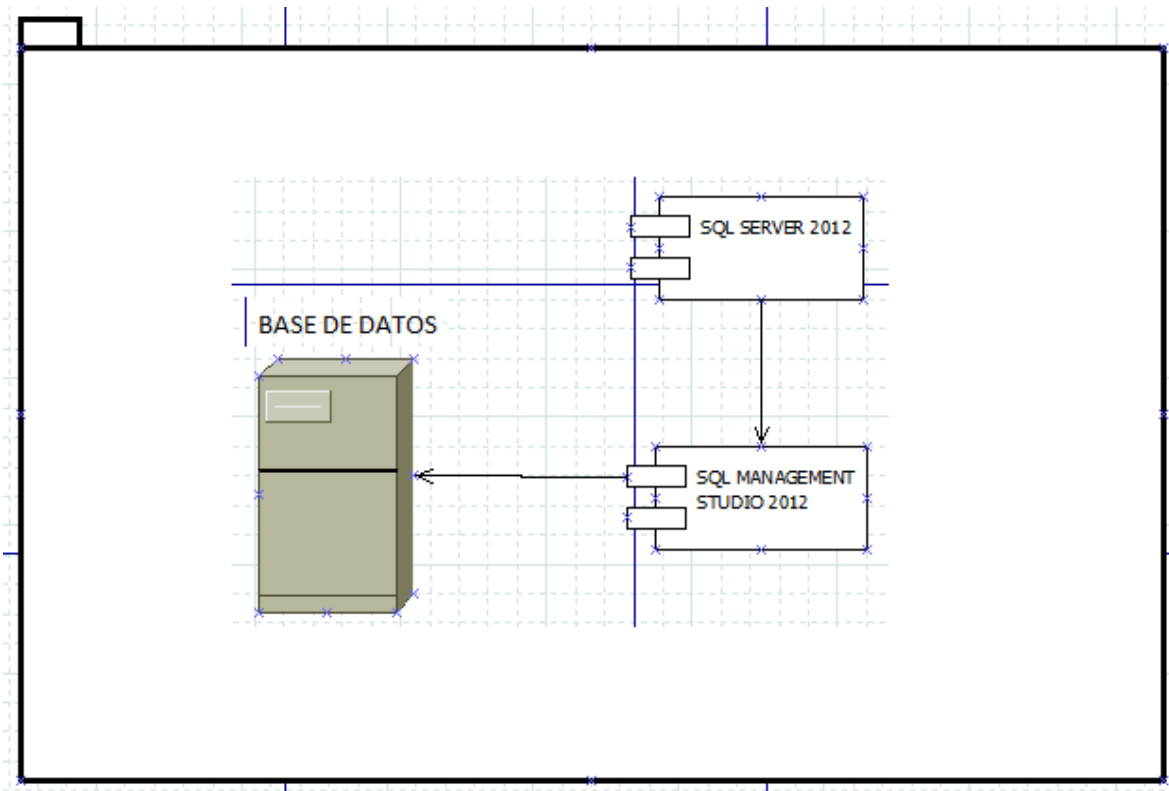 SQL SERVER 2012
BASE DE DATOS
SQL MANAGEMENT
STUDIO 2012